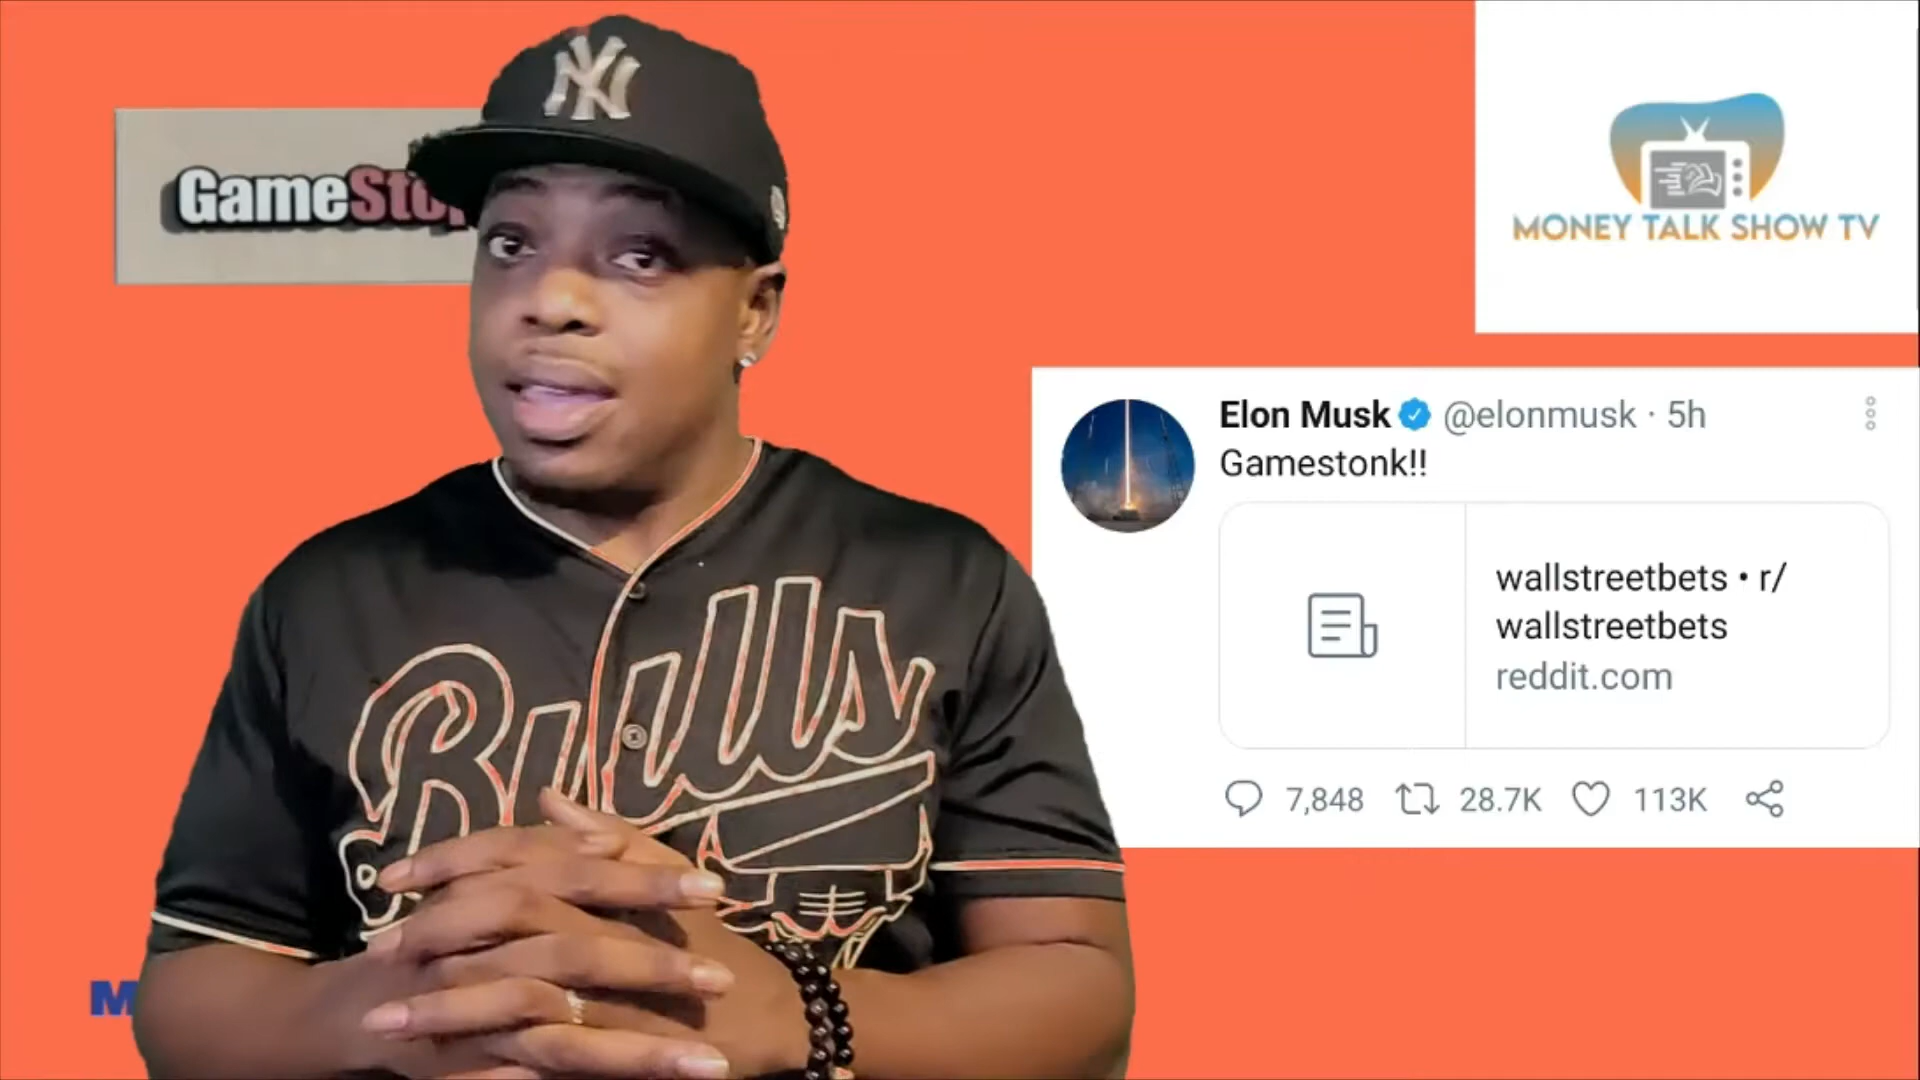 NY
GameSto
MONEY TALK SHOW TV
Elon Musk @elonmusk · 5h
Gamestonk!!
wallstreetbets • r/
wallstreetbets
reddit.com
7,848 28.7K 113K
Bulls
M